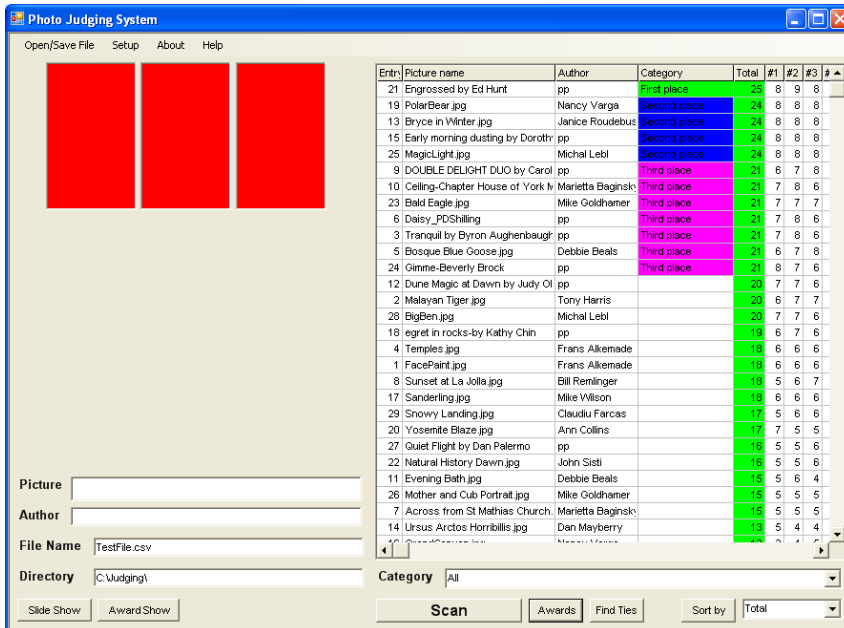 Photo Judging System
Open/Save File Setup About Help
Entry Picture name Author Category Total #1 #2 #3 #
21 Engrossed by Ed Hunt pp First place 25 8 9 8
19 PolarBear.jpg Nancy Varga Second place 24 8 8 8
13 Bryce in Winter.jpg Janice Roudebus Second place 24 8 8 8
15 Early morning dusting by Dorothy pp Second place 24 8 8 8
25 MagicLight.jpg Michal Lebl Second place 24 8 8 8
9 DOUBLE DELIGHT DUO by Carol pp Third place 21 6 7 8
10 Ceiling-Chapter House of York M Marietta Baginsky Third place 21 7 8 6
23 Bald Eagle.jpg Mike Goldhamer Third place 21 7 7 7
6 Daisy_PDShilling pp Third place 21 7 8 6
3 Tranquil by Byron Aughenbaugh pp Third place 21 7 8 6
5 Bosque Blue Goose.jpg Debbie Beals Third place 21 6 7 8
24 Gimme-Beverly Brock pp Third place 21 8 7 6
12 Dune Magic at Dawn by Judy Ol pp 20 7 7 6
2 Malayan Tiger.jpg Tony Harris 20 6 7 7
28 BigBen.jpg Michal Lebl 20 7 7 6
18 egret in rocks-by Kathy Chin pp 19 6 7 6
4 Temples.jpg Frans Alkemade 18 6 6 6
1 FacePaint.jpg Frans Alkemade 18 6 6 6
8 Sunset at La Jolla.jpg Bill Remlinger 18 5 6 7
17 Sanderling.jpg Mike Wilson 18 6 6 6
29 Snowy Landing.jpg Claudiu Farcas 17 5 6 6
20 Yosemite Blaze.jpg Ann Collins 17 7 5 5
27 Quiet Flight by Dan Palermo pp 16 5 5 6
22 Natural History Dawn.jpg John Sisti 16 5 5 6
11 Evening Bath.jpg Debbie Beals 15 5 6 4
26 Mother and Cub Portrait.jpg Mike Goldhamer 15 5 5 5
7 Across from St Mathias Church. Marietta Baginsky 15 5 5 5
14 Ursus Arctos Horribillis.jpg Dan Mayberry 13 5 4 4
Picture
Author
File Name TestFile.csv
Directory C:\Judging\
Category All
Slide Show Award Show Scan Awards Find Ties Sort by Total